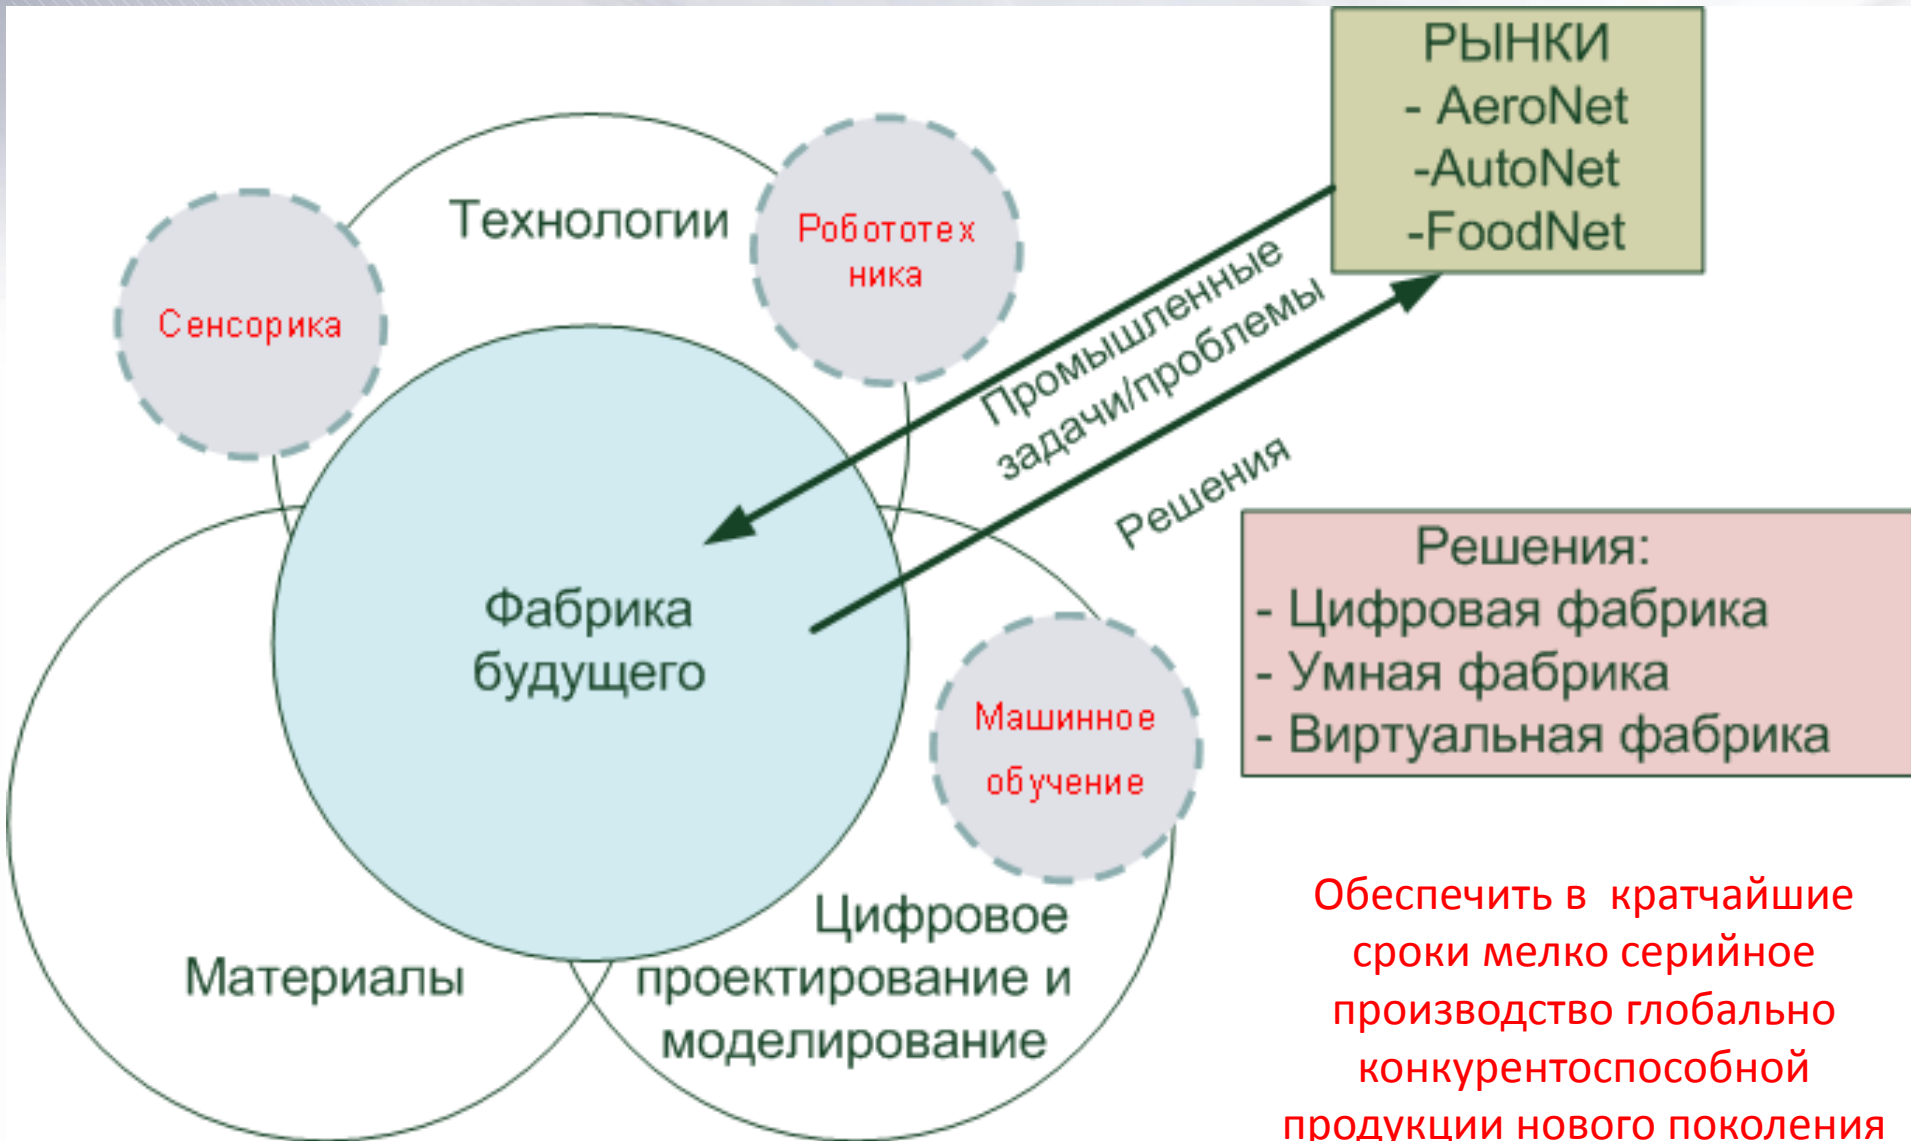 РЫНКИ
- AeroNet
-AutoNet
-FoodNet
Технологии
Робототех
ника
Сенсорика
Промышленные
задачи/проблемы
Решения
Фабрика
будущего
Решения:
- Цифровая фабрика
- Умная фабрика
- Виртуальная фабрика
Машинное
обучение
Материалы
Цифровое
проектирование и
моделирование
Обеспечить в кратчайшие
сроки мелко серийное
производство глобально
конкурентоспособной
продукции нового поколения